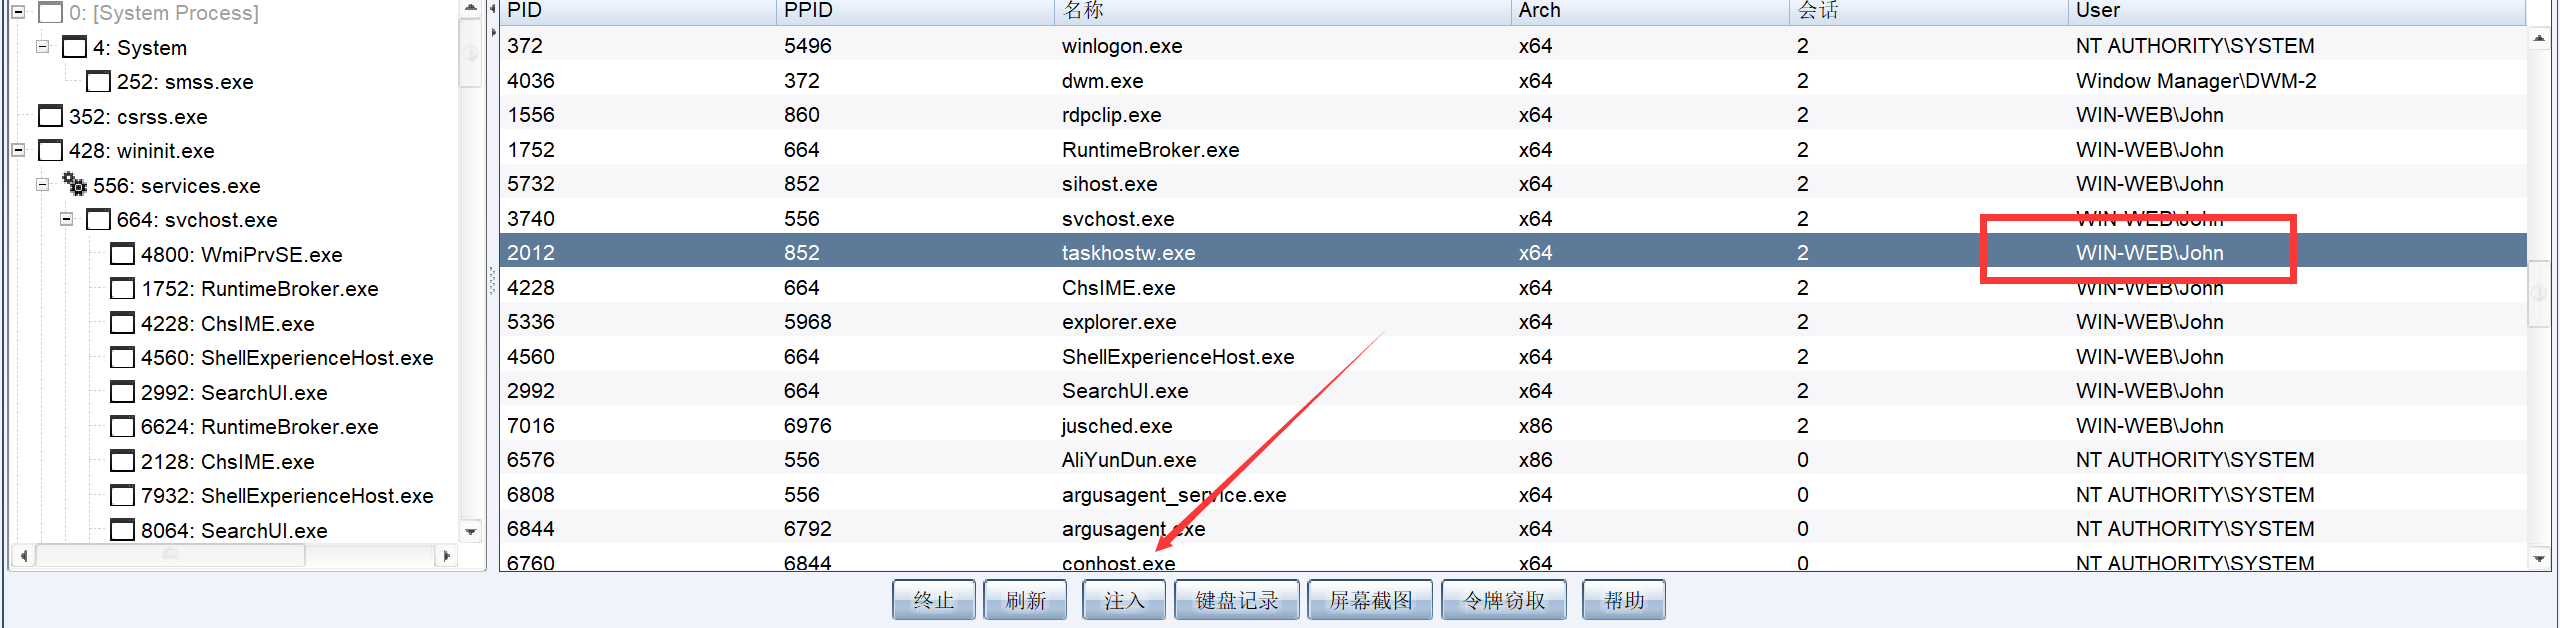 0: [System Process]
4: System
252: smss.exe
352: csrss.exe
428: wininit.exe
556: services.exe
664: svchost.exe
4800: WmiPrvSE.exe
1752: RuntimeBroker.exe
4228: ChsIME.exe
4560: ShellExperienceHost.exe
2992: SearchUI.exe
6624: RuntimeBroker.exe
2128: ChsIME.exe
7932: ShellExperienceHost.exe
8064: SearchUI.exe
PID PPID 名称 Arch 会话 User
372 5496 winlogon.exe x64 2 NT AUTHORITY\SYSTEM
4036 372 dwm.exe x64 2 Window Manager\DWM-2
1556 860 rdpclip.exe x64 2 WIN-WEB\John
1752 664 RuntimeBroker.exe x64 2 WIN-WEB\John
5732 852 sihost.exe x64 2 WIN-WEB\John
3740 556 svchost.exe x64 2 WIN-WEB\John
2012 852 taskhostw.exe x64 2 WIN-WEB\John
4228 664 ChsIME.exe x64 2 WIN-WEB\John
5336 5968 explorer.exe x64 2 WIN-WEB\John
4560 664 ShellExperienceHost.exe x64 2 WIN-WEB\John
2992 664 SearchUI.exe x64 2 WIN-WEB\John
7016 6976 jusched.exe x86 2 WIN-WEB\John
6576 556 AliYunDun.exe x86 0 NT AUTHORITY\SYSTEM
6808 556 argusagent_service.exe x64 0 NT AUTHORITY\SYSTEM
6844 6792 argusagent.exe x64 0 NT AUTHORITY\SYSTEM
6760 6844 conhost.exe x64 0 NT AUTHORITY\SYSTEM
终止 刷新 注入 键盘记录 屏幕截图 令牌窃取 帮助